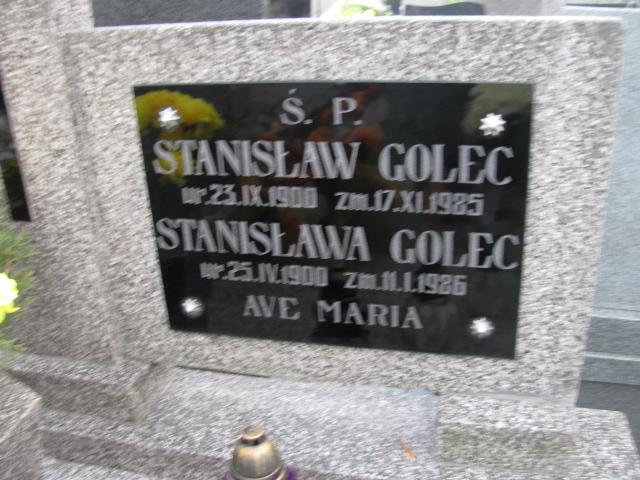 Ś. P.
STANISŁAW GOLEC
ur. 23.IX.1900 zm. 17.XI.1985
STANISŁAWA GOLEC
ur. 25.IV.1900 zm. 11.I.1986
AVE MARIA